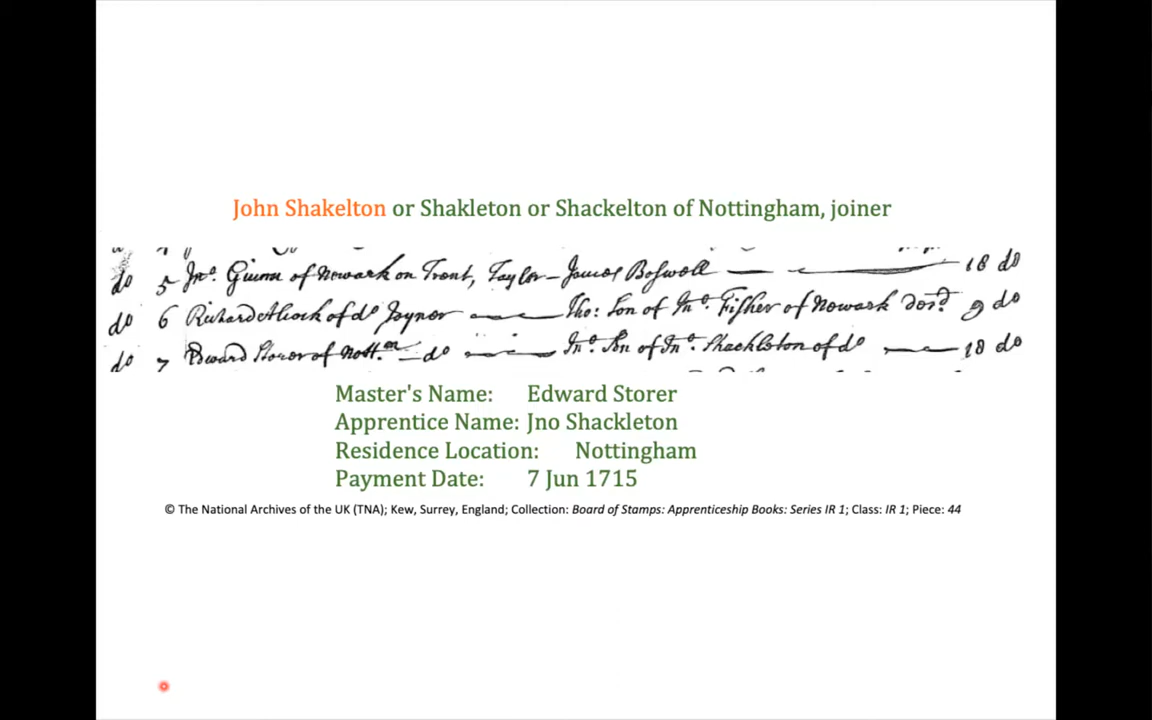 John Shakelton or Shakleton or Shackelton of Nottingham, joiner
do 5 Jno. Giunn of Newark on Trent, Taylor – James Boswell 18 do
do 6 Richard Alcock of do Joyner Tho: Son of Jno. Fisher of Newark 9 do
do 7 Edward Storer of Nott.m do Jno. Son of Jno. Shackleton of do 18 do
Master's Name: Edward Storer
Apprentice Name: Jno Shackleton
Residence Location: Nottingham
Payment Date: 7 Jun 1715
© The National Archives of the UK (TNA); Kew, Surrey, England; Collection: Board of Stamps: Apprenticeship Books: Series IR 1; Class: IR 1; Piece: 44